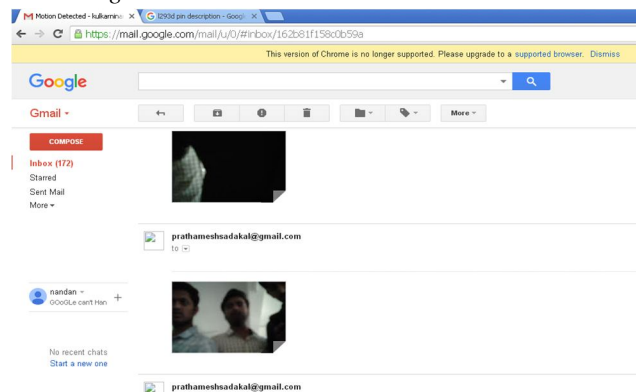 Motion Detected - kulkarnina
l293d pin description - Googl
https://mail.google.com/mail/u/0/#inbox/162b81f158c0b59a
This version of Chrome is no longer supported. Please upgrade to a supported browser. Dismiss
Google
Gmail
More
COMPOSE
Inbox (172)
Starred
Sent Mail
More
prathameshsadakal@gmail.com
to
nandan
GOoGLe can't Han
No recent chats
Start a new one
prathameshsadakal@gmail.com